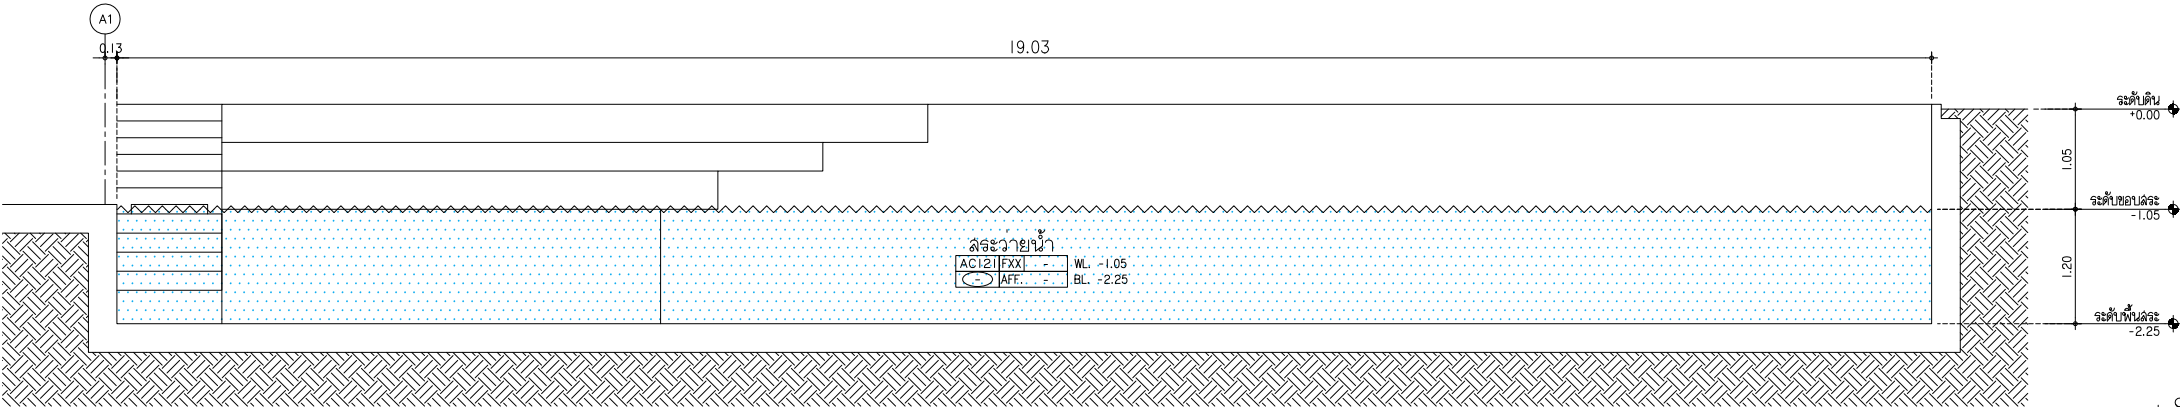 A1
0.13
19.03
ระดับดิน
+0.00
1.05
ระดับขอบสระ
-1.05
สระว่ายน้ำ
AC121 FXX - WL. -1.05
- AFF. - BL. -2.25
1.20
ระดับพื้นสระ
-2.25